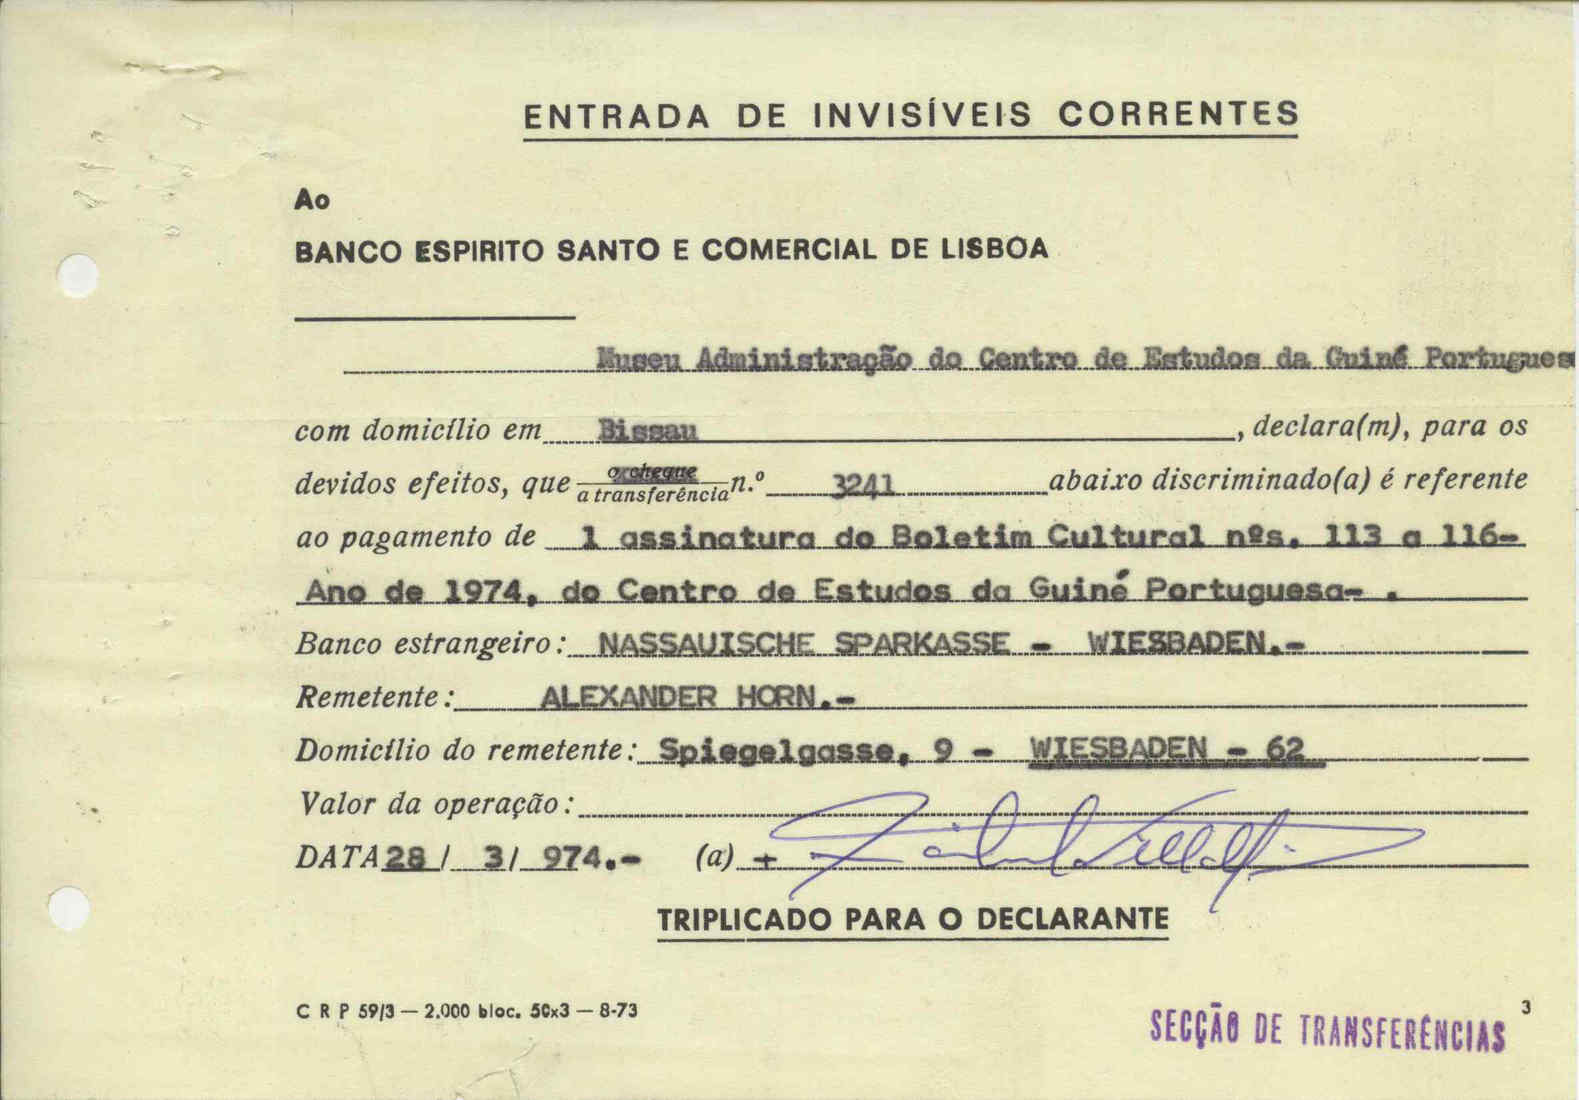 ENTRADA DE INVISÍVEIS CORRENTES
Ao
BANCO ESPIRITO SANTO E COMERCIAL DE LISBOA
Museu Administração do Centro de Estudos da Guiné Portugues
com domicílio em Bissau, declara(m), para os
devidos efeitos, que o cheque a transferência n.º 3241 abaixo discriminado(a) é referente
ao pagamento de 1 assinatura do Boletim Cultural nºs. 113 a 116-
Ano de 1974, do Centro de Estudos da Guiné Portuguesa- .
Banco estrangeiro: NASSAUISCHE SPARKASSE - WIESBADEN.-
Remetente: ALEXANDER HORN.-
Domicílio do remetente: Spiegelgasse, 9 - WIESBADEN - 62
Valor da operação:
DATA 28 / 3 / 974.- (a) +
TRIPLICADO PARA O DECLARANTE
C R P 59/3 — 2.000 bloc. 50x3 — 8-73
3
SECÇÃO DE TRANSFERÊNCIAS